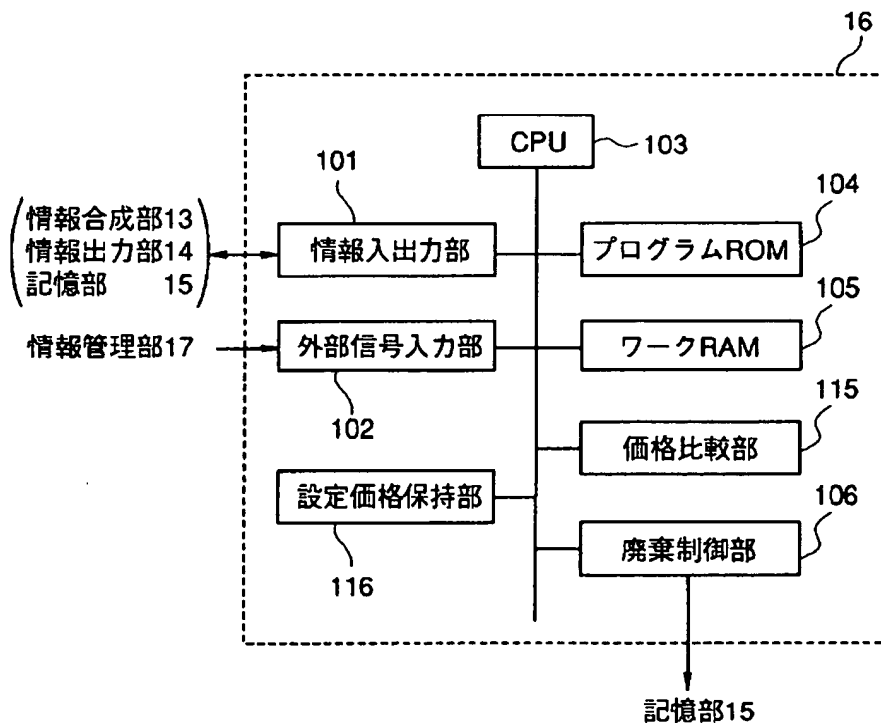 16
CPU
103
101
104
情報合成部13
情報出力部14
記憶部 15
情報入出力部
プログラムROM
105
情報管理部17
外部信号入力部
ワークRAM
102
115
価格比較部
設定価格保持部
106
廃棄制御部
116
記憶部15